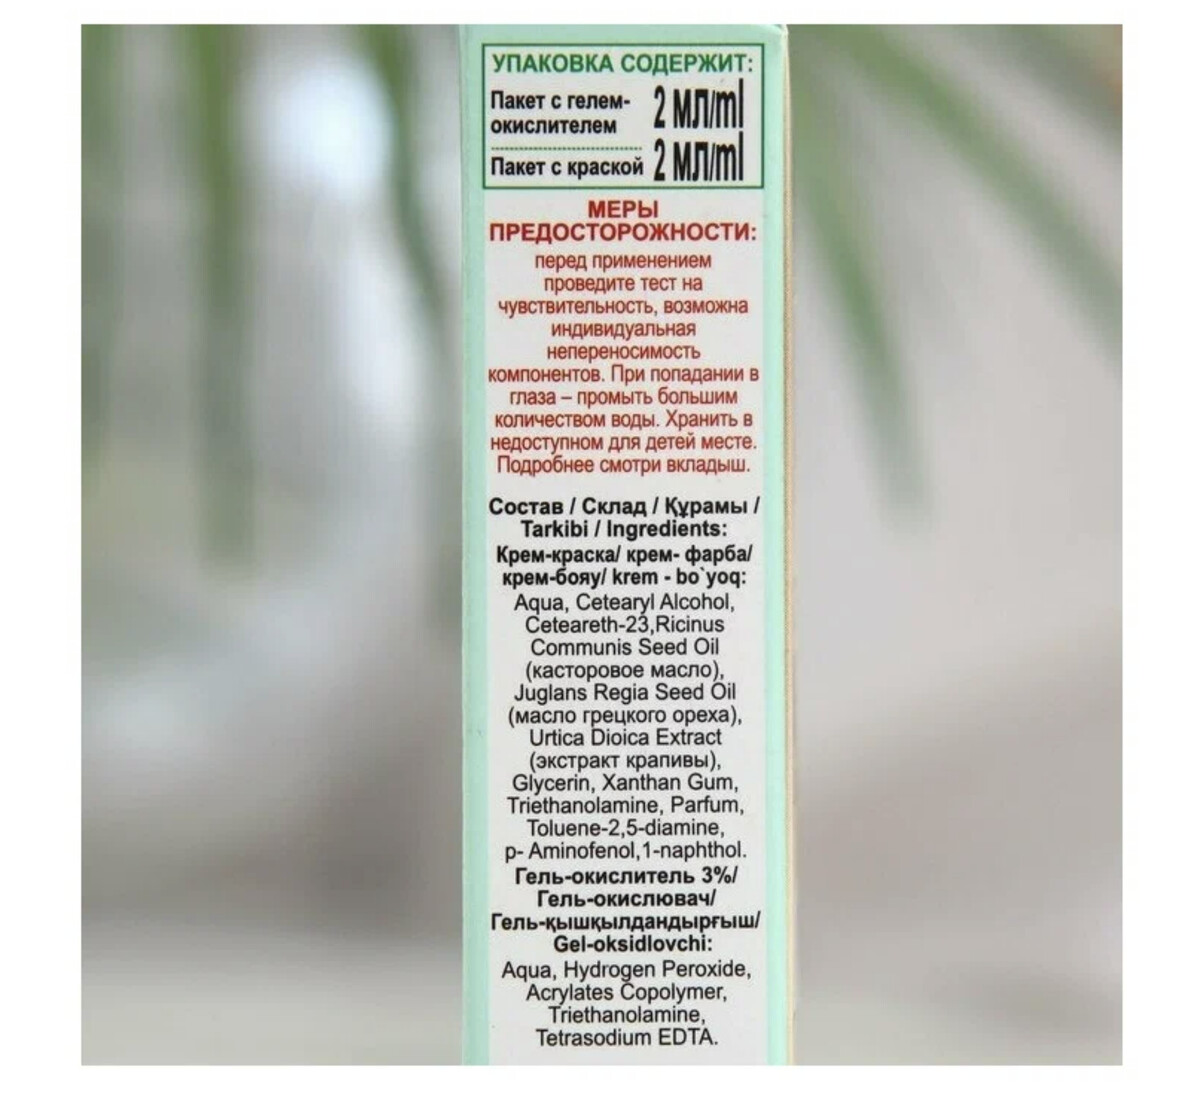 УПАКОВКА СОДЕРЖИТ:
Пакет с гелем-
окислителем 2 МЛ/ml
Пакет с краской 2 МЛ/ml
МЕРЫ
ПРЕДОСТОРОЖНОСТИ:
перед применением
проведите тест на
чувствительность, возможна
индивидуальная
непереносимость
компонентов. При попадании в
глаза – промыть большим
количеством воды. Хранить в
недоступном для детей месте.
Подробнее смотри вкладыш.
Состав / Склад / Құрамы /
Tarkibi / Ingredients:
Крем-краска/ крем- фарба/
крем-бояу/ krem - bo`yoq:
Aqua, Cetearyl Alcohol,
Ceteareth-23,Ricinus
Communis Seed Oil
(касторовое масло),
Juglans Regia Seed Oil
(масло грецкого ореха),
Urtica Dioica Extract
(экстракт крапивы),
Glycerin, Xanthan Gum,
Triethanolamine, Parfum,
Toluene-2,5-diamine,
p- Aminofenol,1-naphthol.
Гель-окислитель 3%/
Гель-окислювач/
Гель-қышқылдандырғыш/
Gel-oksidlovchi:
Aqua, Hydrogen Peroxide,
Acrylates Copolymer,
Triethanolamine,
Tetrasodium EDTA.